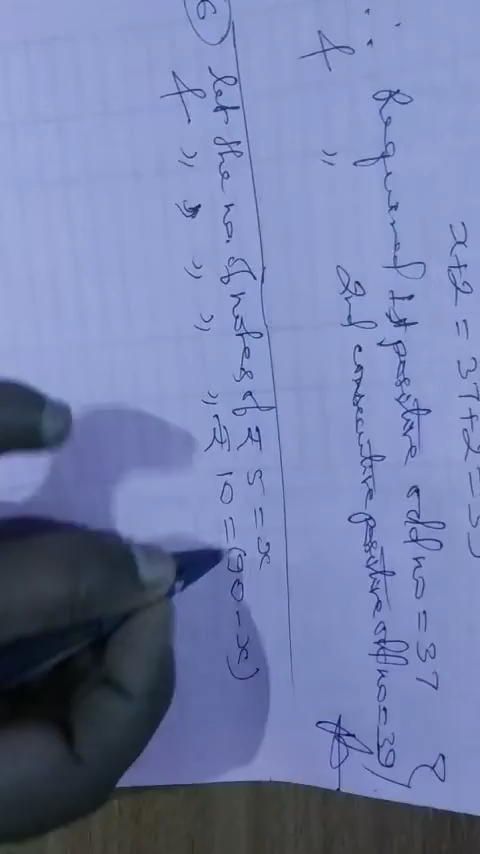 x+2 = 37+2=39
∴ Required 1st positive odd no = 37
& " 2nd consecutive positive odd no=39
6 let the no. of notes of ₹ 5 = x
& " " " " " ₹ 10 = (90-x)